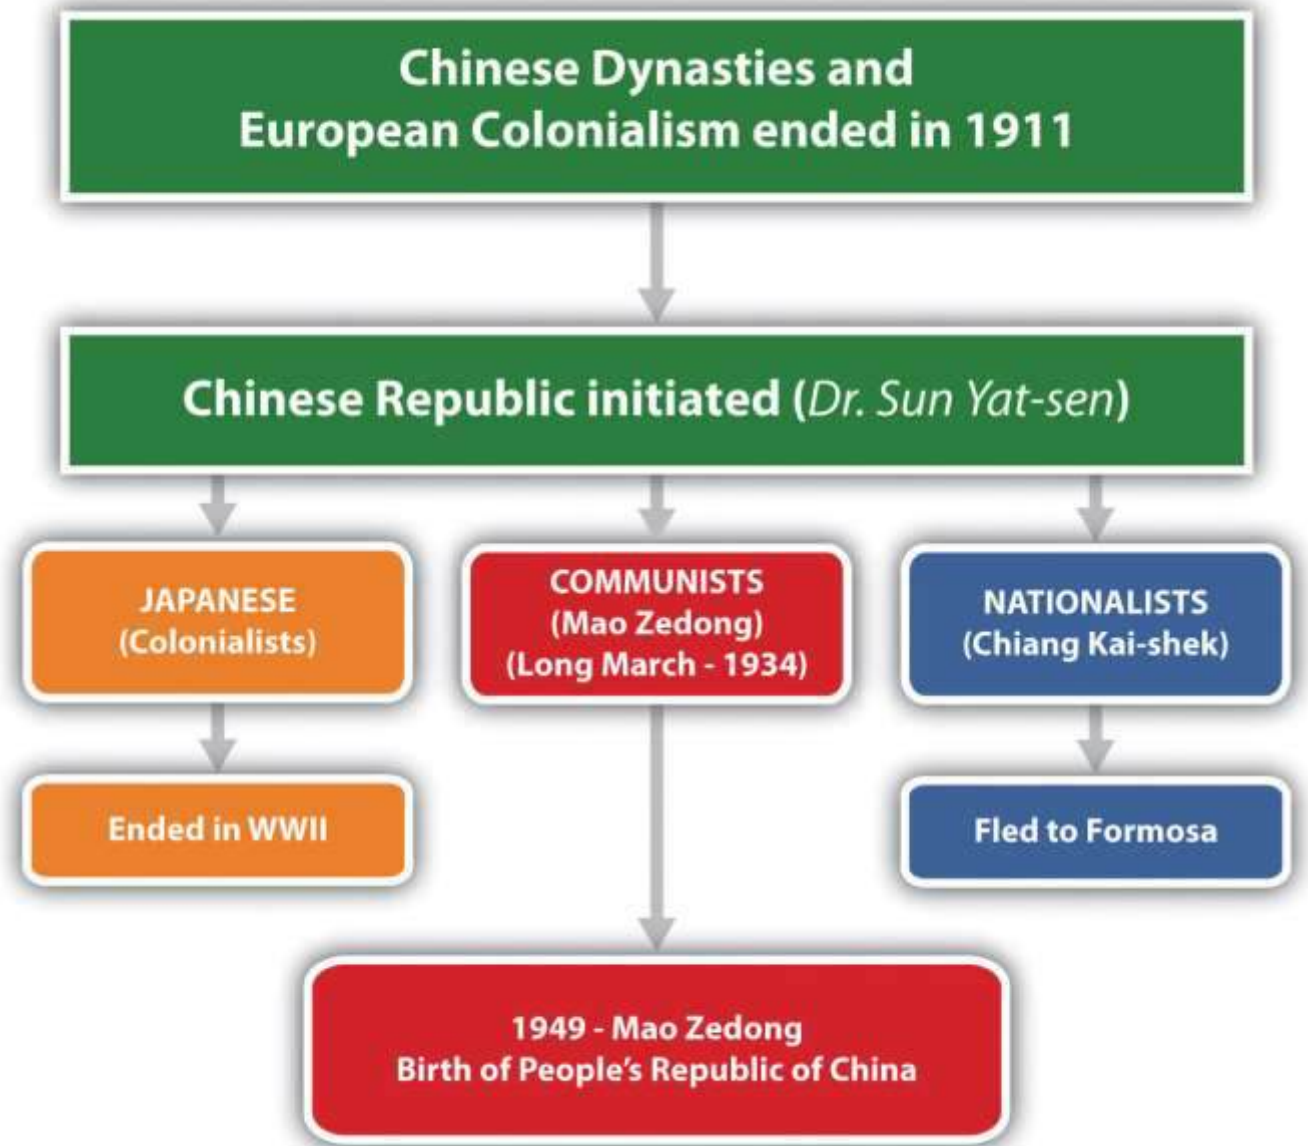 Chinese Dynasties and
European Colonialism ended in 1911
Chinese Republic initiated (Dr. Sun Yat-sen)
JAPANESE
(Colonialists)
COMMUNISTS
(Mao Zedong)
(Long March - 1934)
NATIONALISTS
(Chiang Kai-shek)
Ended in WWII
Fled to Formosa
1949 - Mao Zedong
Birth of People's Republic of China